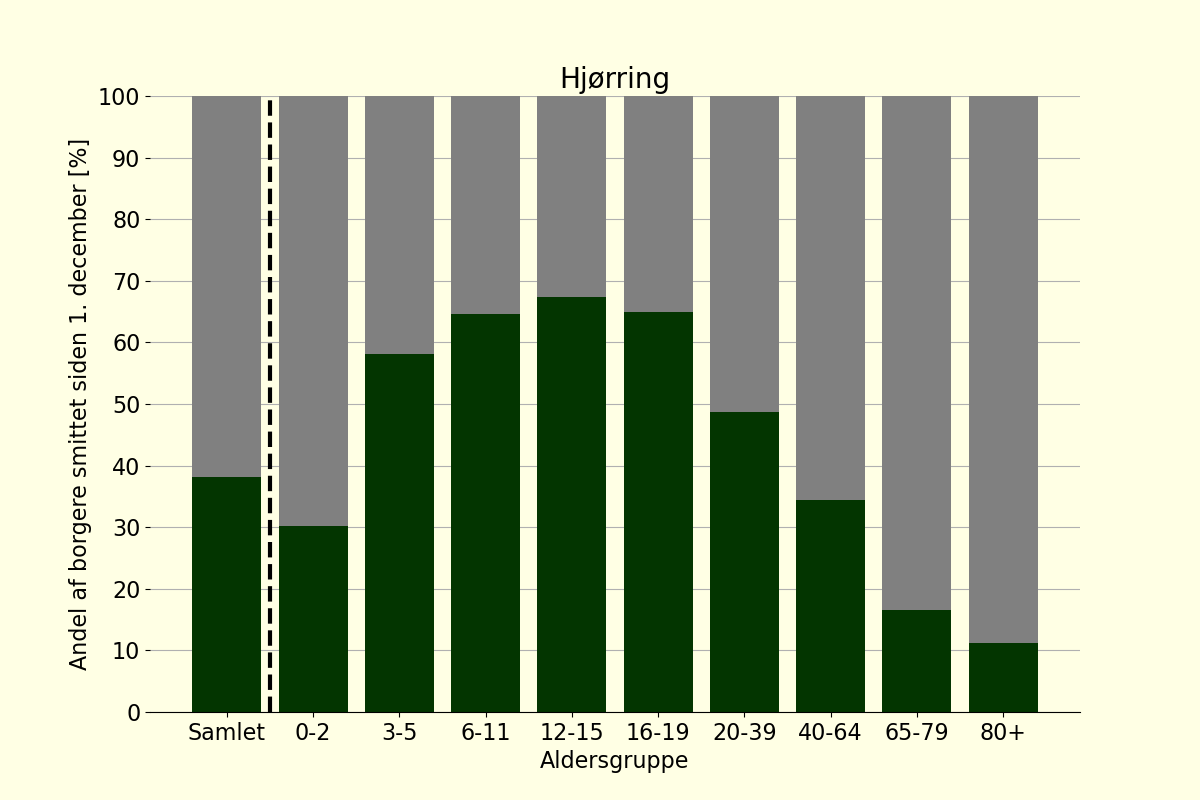 Hjørring
Andel af borgere smittet siden 1. december [%]
100
90
80
70
60
50
40
30
20
10
0
Samlet 0-2 3-5 6-11 12-15 16-19 20-39 40-64 65-79 80+
Aldersgruppe